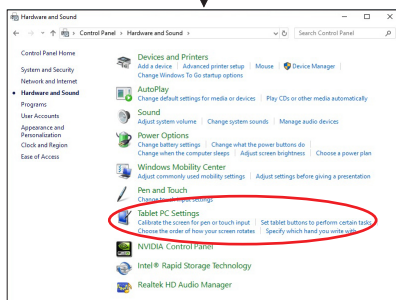 Hardware and Sound
Control Panel > Hardware and Sound >
Search Control Panel
Control Panel Home
System and Security
Network and Internet
Hardware and Sound
Programs
User Accounts
Appearance and
Personalization
Clock and Region
Ease of Access
Devices and Printers
Add a device | Advanced printer setup | Mouse | Device Manager |
Change Windows To Go startup options
AutoPlay
Change default settings for media or devices | Play CDs or other media automatically
Sound
Adjust system volume | Change system sounds | Manage audio devices
Power Options
Change battery settings | Change what the power buttons do |
Change when the computer sleeps | Adjust screen brightness | Choose a power plan
Windows Mobility Center
Adjust commonly used mobility settings | Adjust settings before giving a presentation
Pen and Touch
Change touch input settings
Tablet PC Settings
Calibrate the screen for pen or touch input | Set tablet buttons to perform certain tasks
Choose the order of how your screen rotates | Specify which hand you write with
NVIDIA Control Panel
Intel® Rapid Storage Technology
Realtek HD Audio Manager